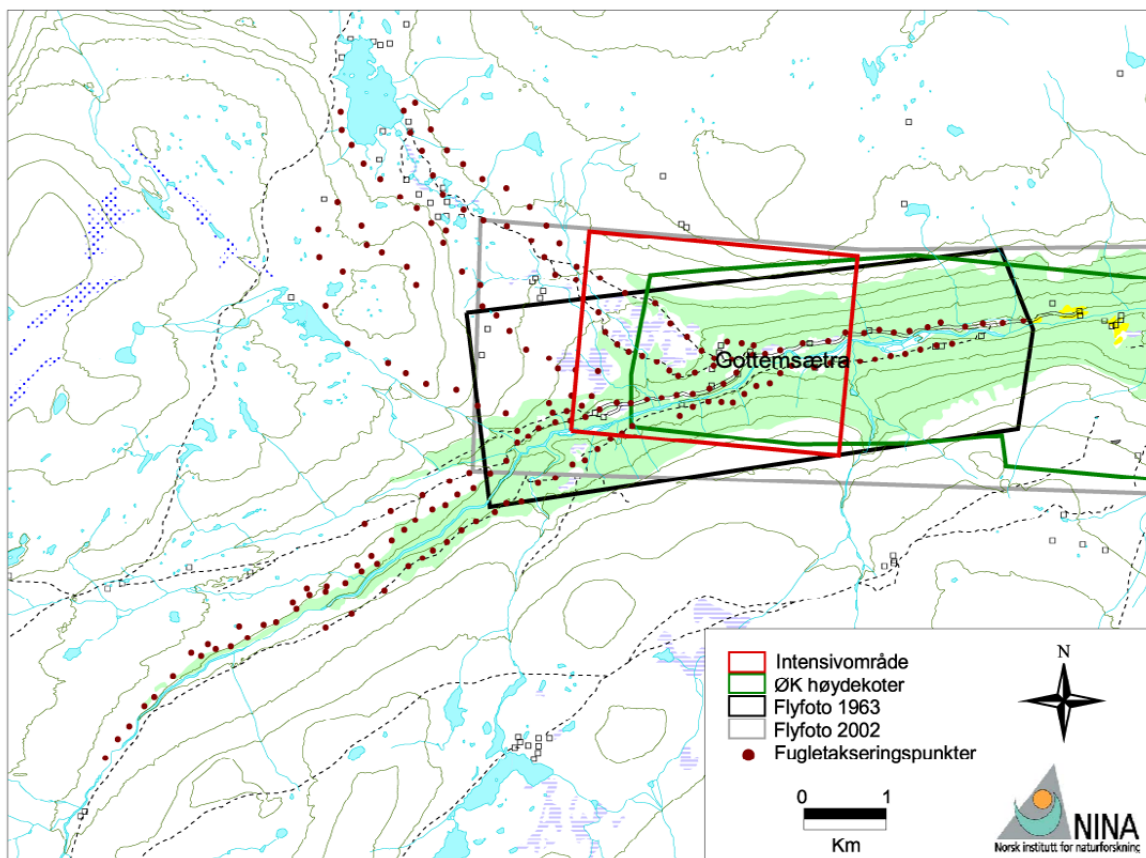 Gottemsætra
Intensivområde
ØK høydekoter
Flyfoto 1963
Flyfoto 2002
Fugletakseringspunkter
N
0 1
Km
NINA
Norsk institutt for naturforskning